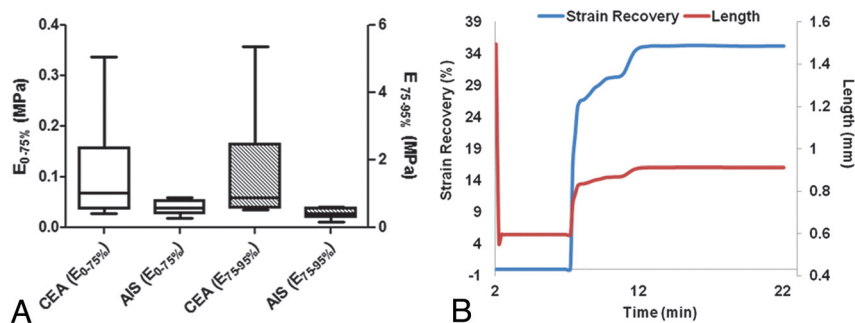 0.4
0.3
0.2
0.1
0.0
E0-75% (MPa)
6
4
2
0
E 75-95% (MPa)
CEA (E0-75%)
AIS (E0-75%)
CEA (E75-95%)
AIS (E75-95%)
A
Strain Recovery
Length
39
34
29
24
19
14
9
4
-1
Strain Recovery (%)
1.6
1.4
1.2
1
0.8
0.6
0.4
Length (mm)
2
12
22
Time (min)
B